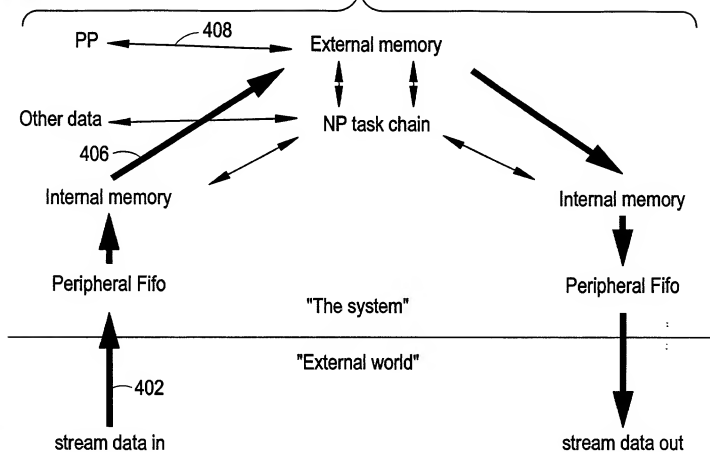 PP
408
External memory
Other data
NP task chain
406
Internal memory
Internal memory
Peripheral Fifo
Peripheral Fifo
"The system"
"External world"
402
stream data in
stream data out